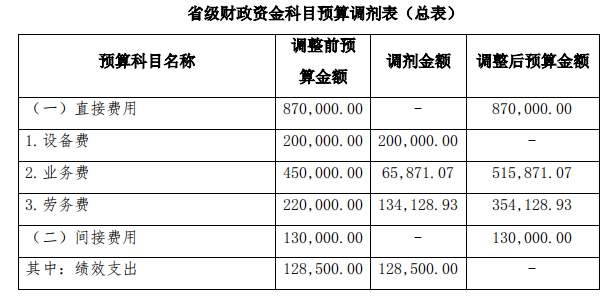 省级财政资金科目预算调剂表（总表）
预算科目名称 调整前预算金额 调剂金额 调整后预算金额
（一）直接费用 870,000.00 - 870,000.00
1.设备费 200,000.00 200,000.00 -
2.业务费 450,000.00 65,871.07 515,871.07
3.劳务费 220,000.00 134,128.93 354,128.93
（二）间接费用 130,000.00 - 130,000.00
其中：绩效支出 128,500.00 128,500.00 -